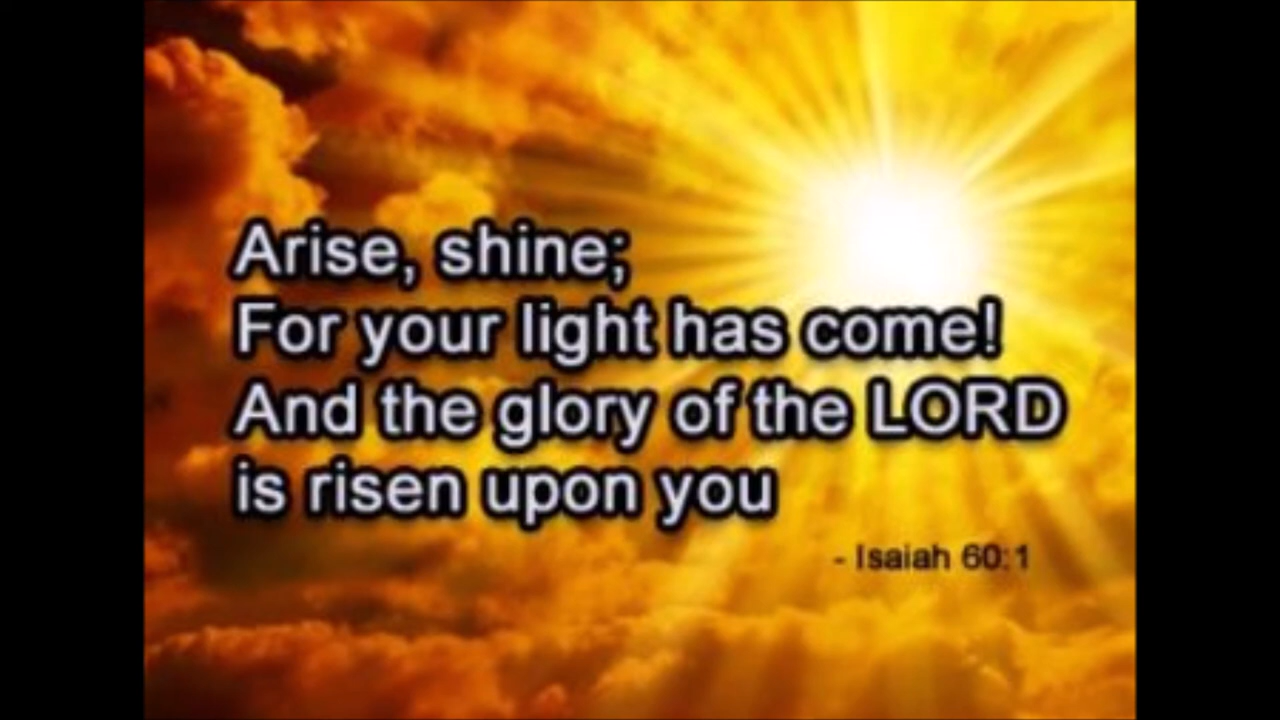 Arise, shine;
For your light has come!
And the glory of the LORD
is risen upon you
- Isaiah 60:1